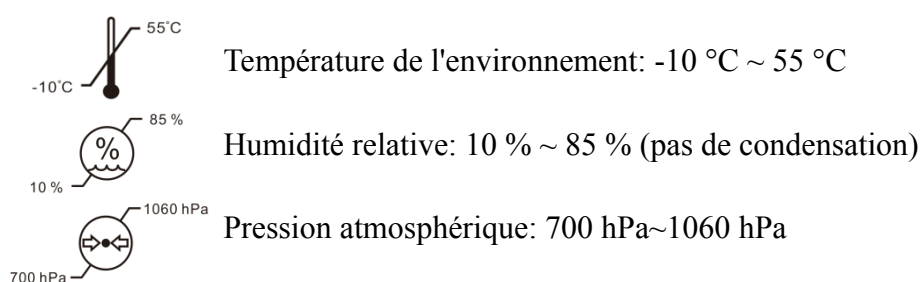 55°C
-10°C
Température de l'environnement: -10 °C ~ 55 °C
85 %
%
10 %
Humidité relative: 10 % ~ 85 % (pas de condensation)
1060 hPa
700 hPa
Pression atmosphérique: 700 hPa~1060 hPa